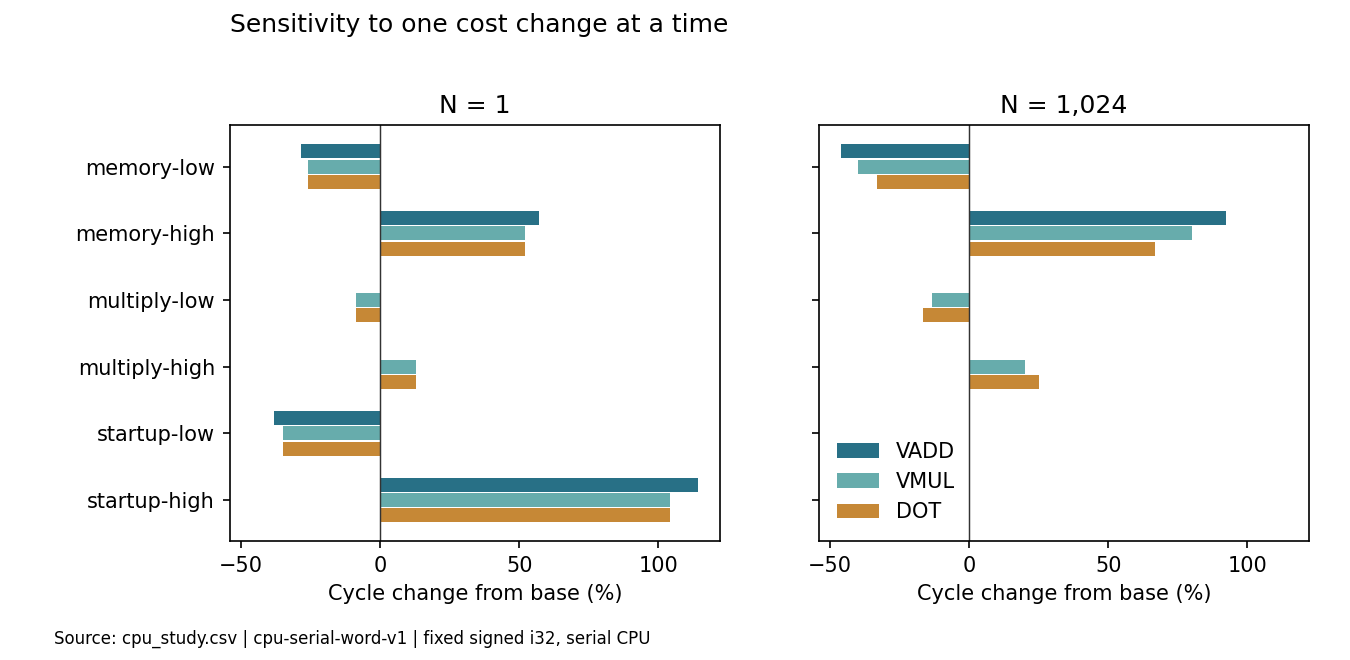 Sensitivity to one cost change at a time
N = 1
N = 1,024
memory-low
memory-high
multiply-low
multiply-high
startup-low
startup-high
VADD
VMUL
DOT
−50 0 50 100
−50 0 50 100
Cycle change from base (%)
Cycle change from base (%)
Source: cpu_study.csv | cpu-serial-word-v1 | fixed signed i32, serial CPU